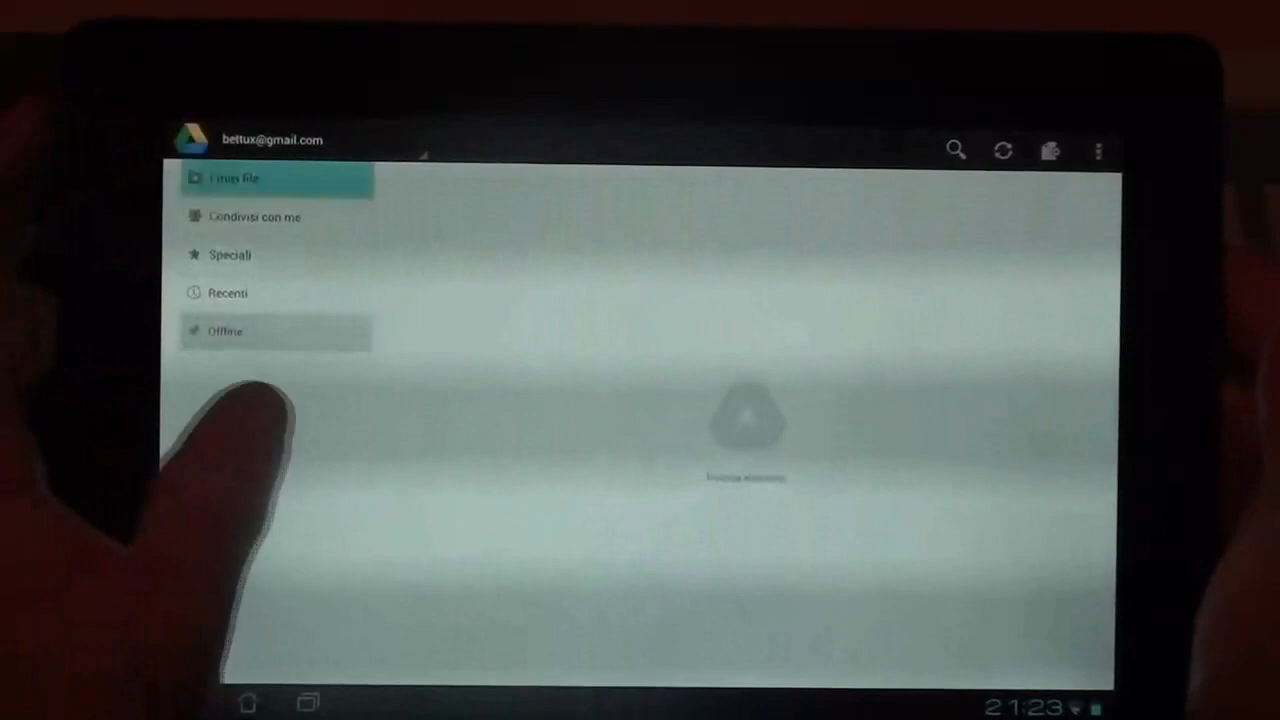 bettux@gmail.com
I miei file
Condivisi con me
Speciali
Recenti
Offline
21:23